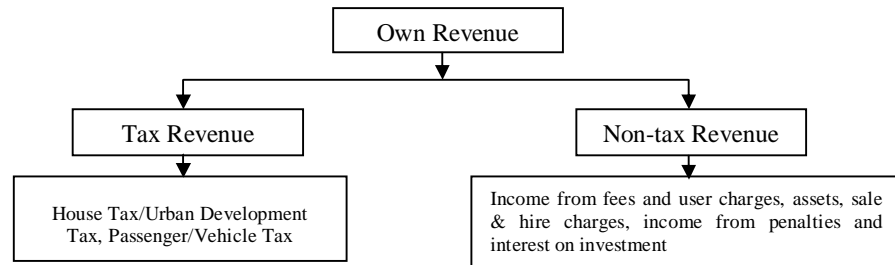 Own Revenue
Tax Revenue
Non-tax Revenue
House Tax/Urban Development
Tax, Passenger/Vehicle Tax
Income from fees and user charges, assets, sale
& hire charges, income from penalties and
interest on investment